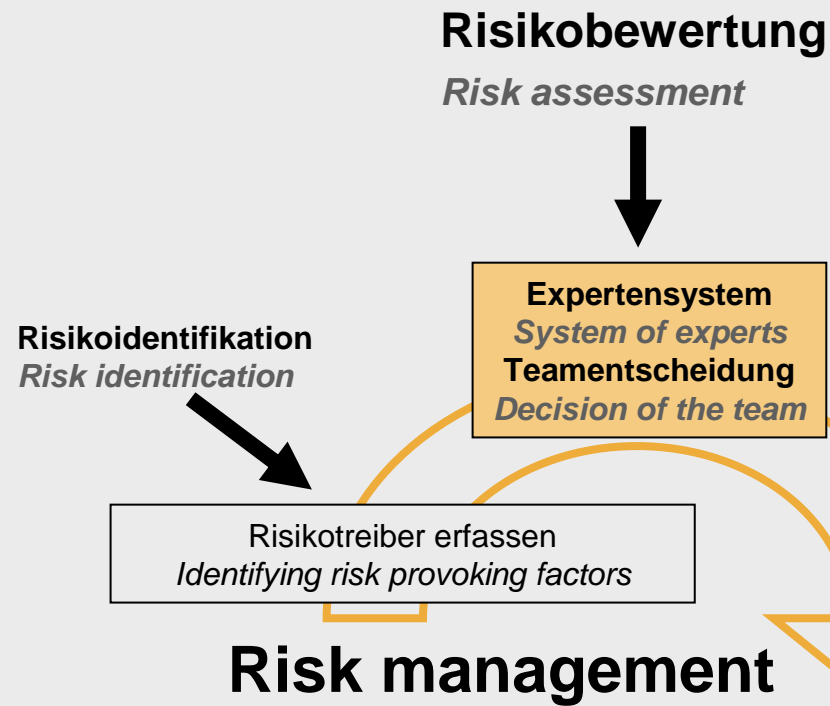 Risikobewertung
Risk assessment
Expertensystem
System of experts
Teamentscheidung
Decision of the team
Risikoidentifikation
Risk identification
Risikotreiber erfassen
Identifying risk provoking factors
Risk management